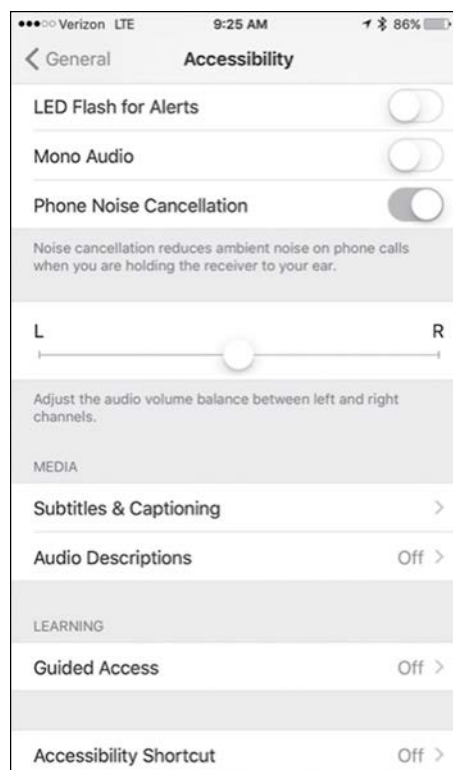 Verizon LTE 9:25 AM 86%
General Accessibility
LED Flash for Alerts
Mono Audio
Phone Noise Cancellation
Noise cancellation reduces ambient noise on phone calls
when you are holding the receiver to your ear.
L R
Adjust the audio volume balance between left and right
channels.
MEDIA
Subtitles & Captioning
Audio Descriptions Off
LEARNING
Guided Access Off
Accessibility Shortcut Off